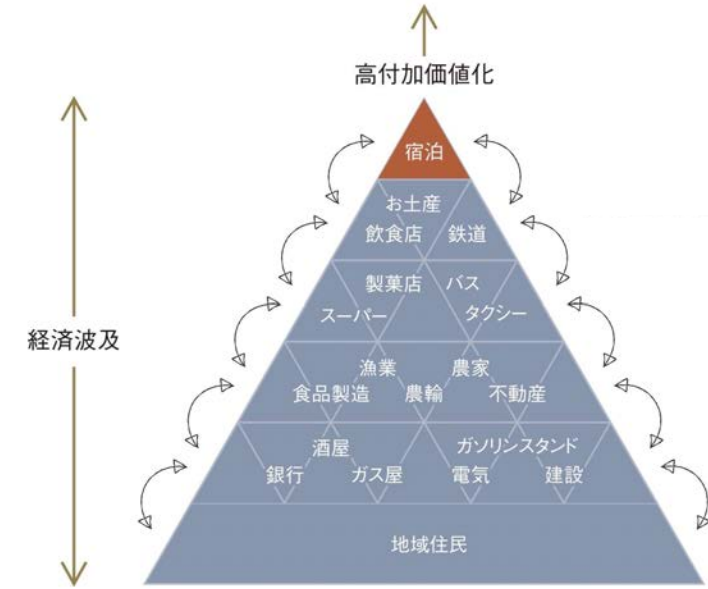 高付加価値化
宿泊
お土産
飲食店 鉄道
製菓店 バス
スーパー タクシー
経済波及
漁業 農家
食品製造 農輸 不動産
酒屋 ガソリンスタンド
銀行 ガス屋 電気 建設
地域住民